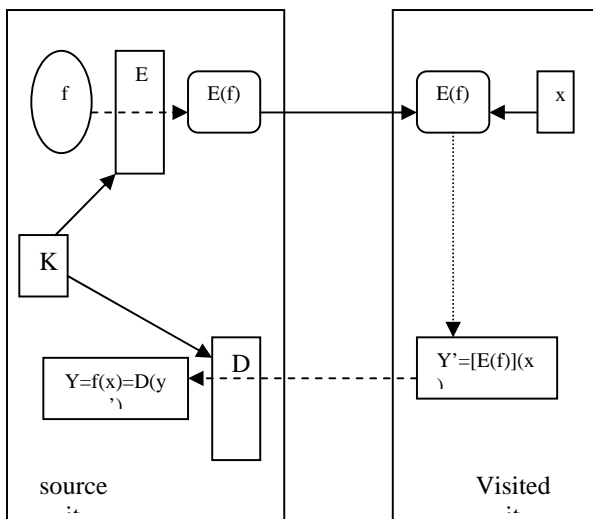 f
E
E(f)
E(f)
x
K
D
Y=f(x)=D(y
')
Y'=[E(f)](x
)
source
Visited